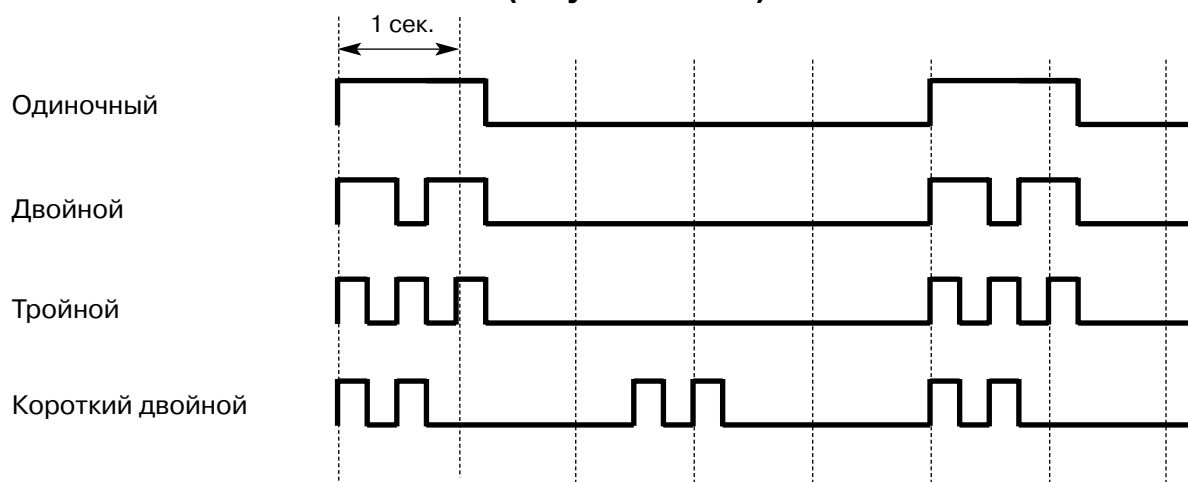 1 сек.
Одиночный
Двойной
Тройной
Короткий двойной